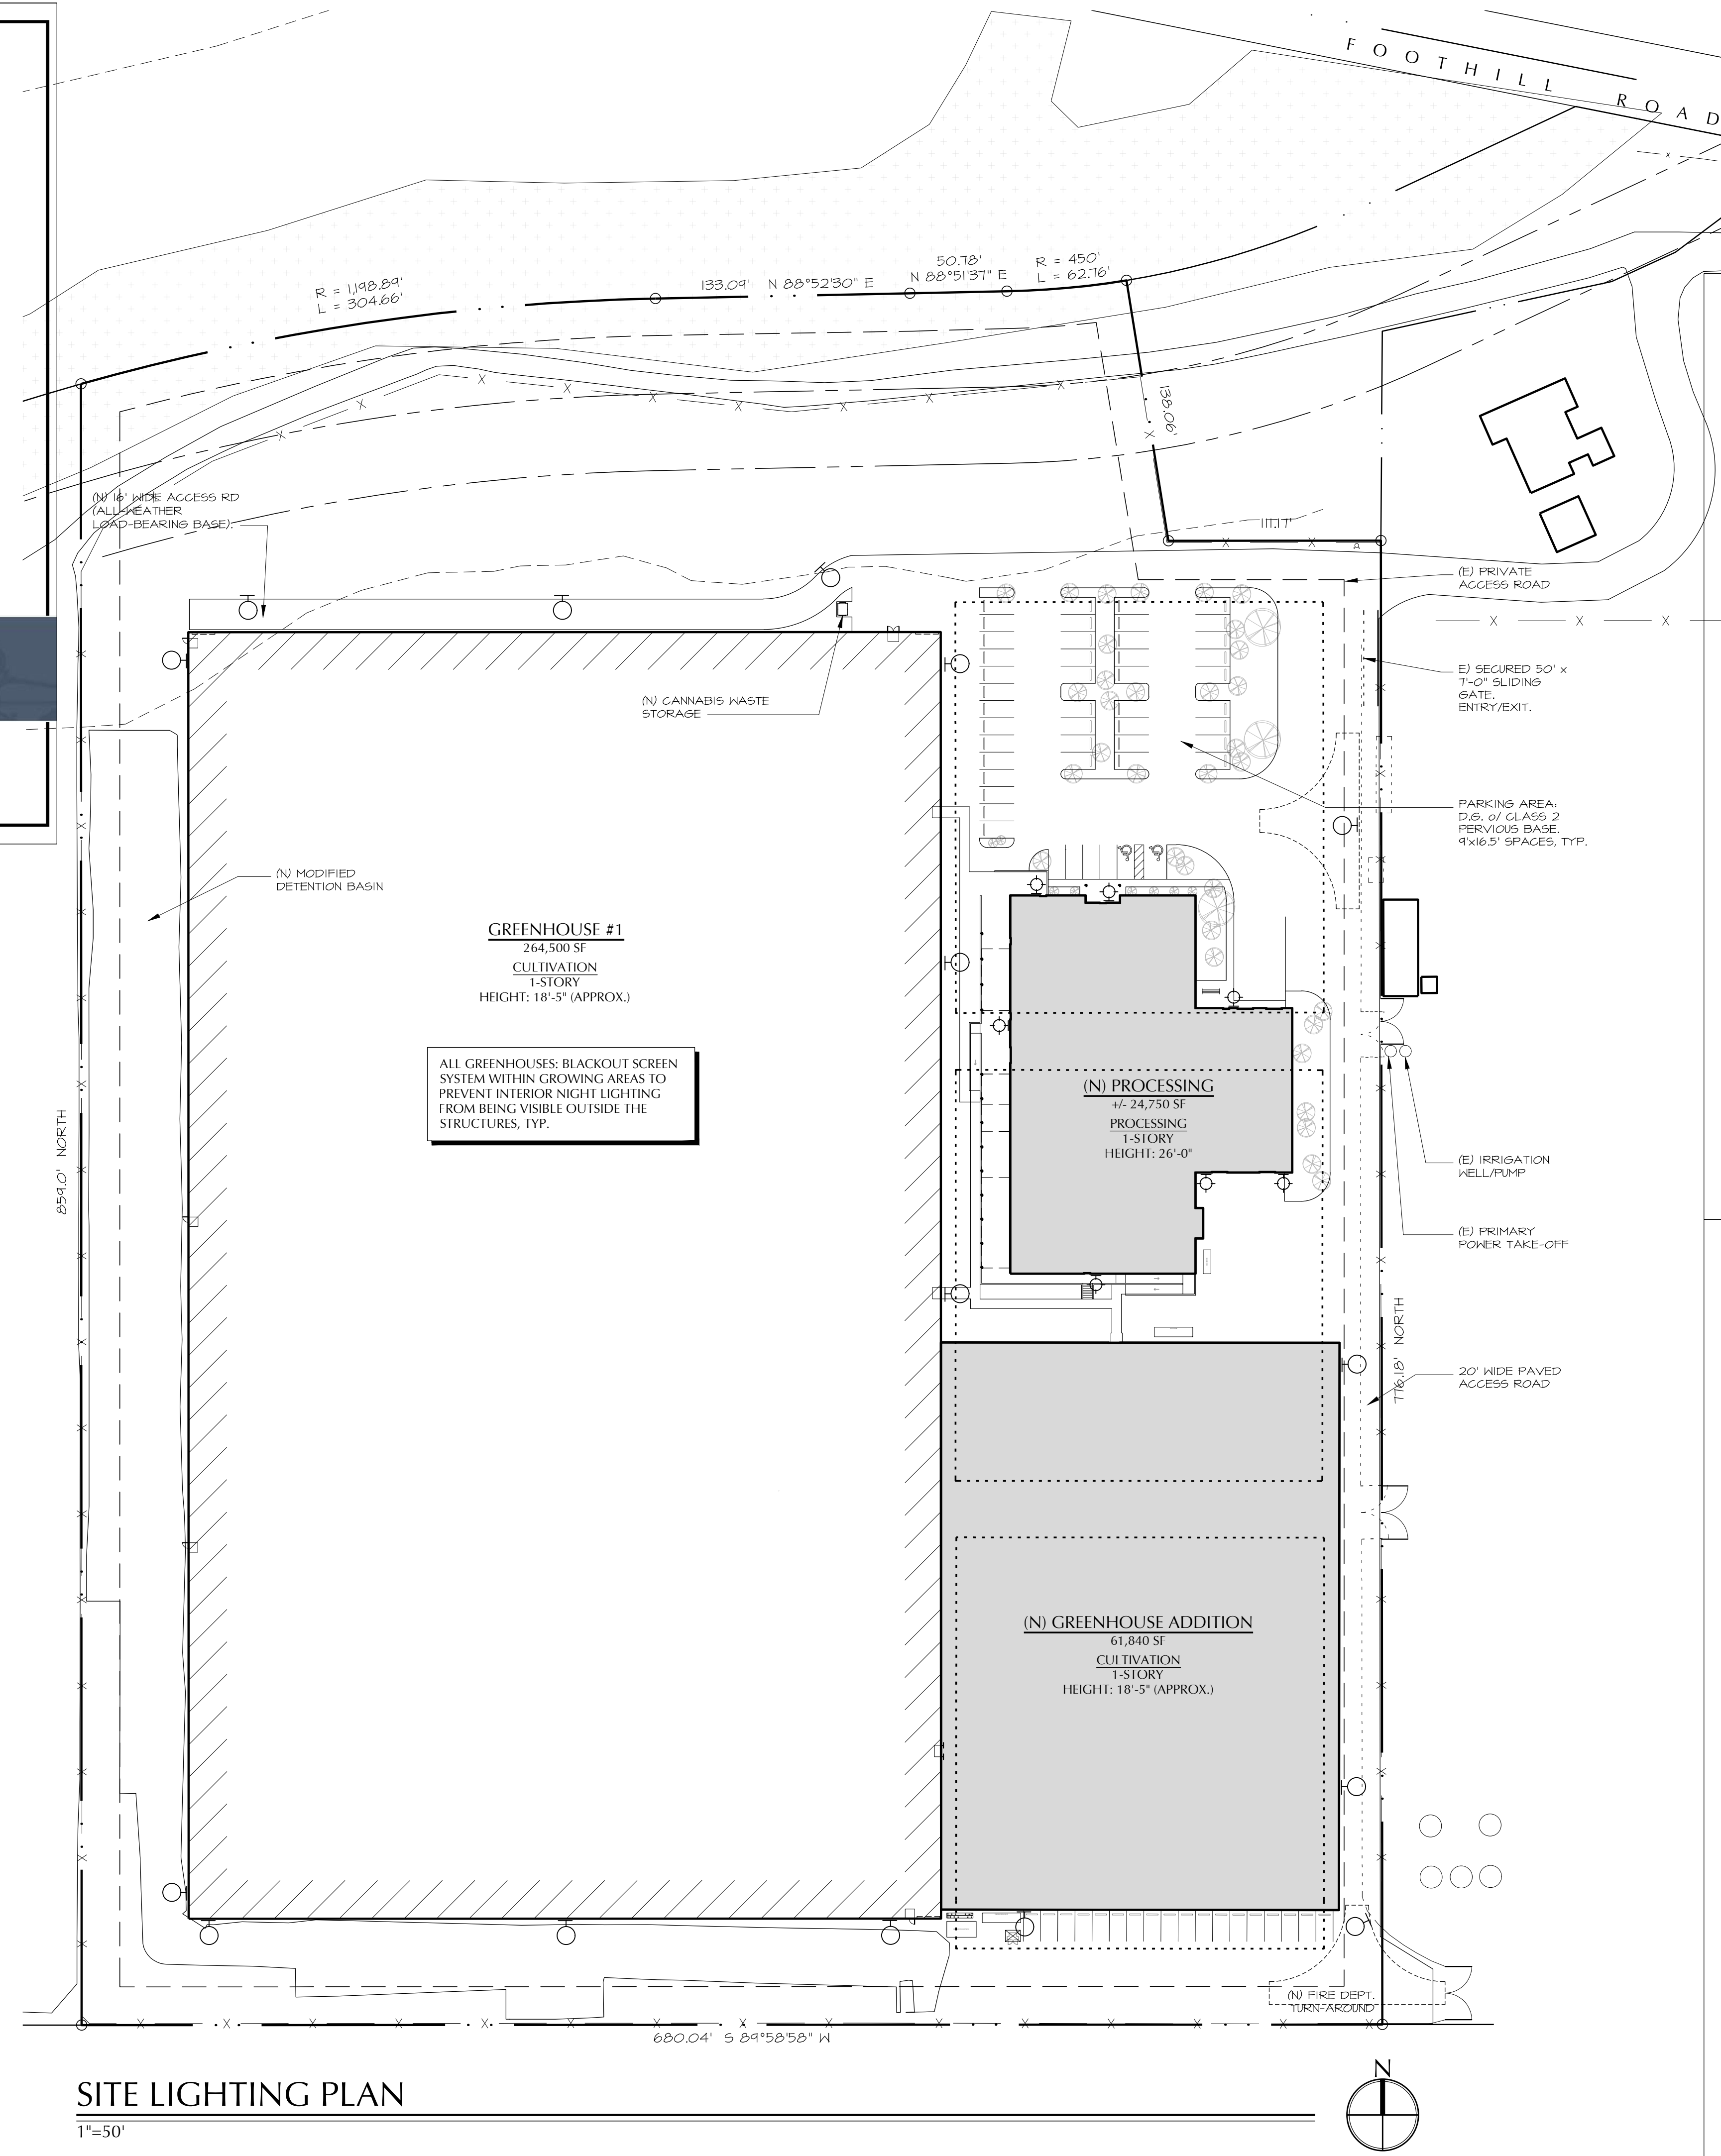 FOOTHILL ROAD
R = 1,198.89'
L = 304.66'
133.09' N 88°52'30" E
50.78'
N 88°51'37" E
R = 450'
L = 62.76'
138.06'
(N) 16' WIDE ACCESS RD
(ALL-WEATHER
LOAD-BEARING BASE).
111.17'
(E) PRIVATE
ACCESS ROAD
E) SECURED 50' x
7'-0" SLIDING
GATE.
ENTRY/EXIT.
(N) CANNABIS WASTE
STORAGE
PARKING AREA:
D.G. o/ CLASS 2
PERVIOUS BASE.
9'x16.5' SPACES, TYP.
(N) MODIFIED
DETENTION BASIN
GREENHOUSE #1
264,500 SF
CULTIVATION
1-STORY
HEIGHT: 18'-5" (APPROX.)
ALL GREENHOUSES: BLACKOUT SCREEN
SYSTEM WITHIN GROWING AREAS TO
PREVENT INTERIOR NIGHT LIGHTING
FROM BEING VISIBLE OUTSIDE THE
STRUCTURES, TYP.
(N) PROCESSING
+/- 24,750 SF
PROCESSING
1-STORY
HEIGHT: 26'-0"
859.0' NORTH
(E) IRRIGATION
WELL/PUMP
(E) PRIMARY
POWER TAKE-OFF
776.18' NORTH
20' WIDE PAVED
ACCESS ROAD
(N) GREENHOUSE ADDITION
61,840 SF
CULTIVATION
1-STORY
HEIGHT: 18'-5" (APPROX.)
(N) FIRE DEPT.
TURN-AROUND
680.04' S 89°58'58" W
N
SITE LIGHTING PLAN
1"=50'